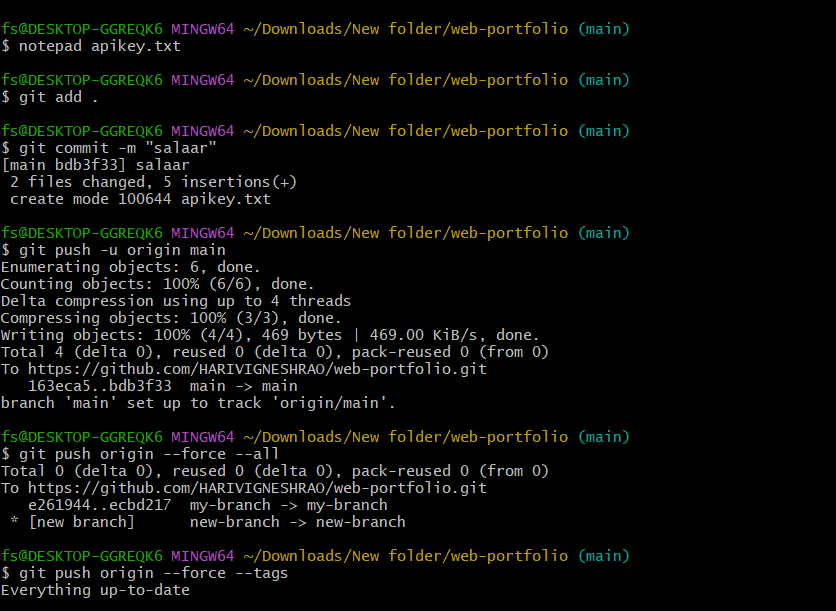 fs@DESKTOP-GGREQK6 MINGW64 ~/Downloads/New folder/web-portfolio (main)
$ notepad apikey.txt
fs@DESKTOP-GGREQK6 MINGW64 ~/Downloads/New folder/web-portfolio (main)
$ git add .
fs@DESKTOP-GGREQK6 MINGW64 ~/Downloads/New folder/web-portfolio (main)
$ git commit -m "salaar"
[main bdb3f33] salaar
 2 files changed, 5 insertions(+)
 create mode 100644 apikey.txt
fs@DESKTOP-GGREQK6 MINGW64 ~/Downloads/New folder/web-portfolio (main)
$ git push -u origin main
Enumerating objects: 6, done.
Counting objects: 100% (6/6), done.
Delta compression using up to 4 threads
Compressing objects: 100% (3/3), done.
Writing objects: 100% (4/4), 469 bytes | 469.00 KiB/s, done.
Total 4 (delta 0), reused 0 (delta 0), pack-reused 0 (from 0)
To https://github.com/HARIVIGNESHRAO/web-portfolio.git
   163eca5..bdb3f33  main -> main
branch 'main' set up to track 'origin/main'.
fs@DESKTOP-GGREQK6 MINGW64 ~/Downloads/New folder/web-portfolio (main)
$ git push origin --force --all
Total 0 (delta 0), reused 0 (delta 0), pack-reused 0 (from 0)
To https://github.com/HARIVIGNESHRAO/web-portfolio.git
   e261944..ecbd217  my-branch -> my-branch
 * [new branch]      new-branch -> new-branch
fs@DESKTOP-GGREQK6 MINGW64 ~/Downloads/New folder/web-portfolio (main)
$ git push origin --force --tags
Everything up-to-date